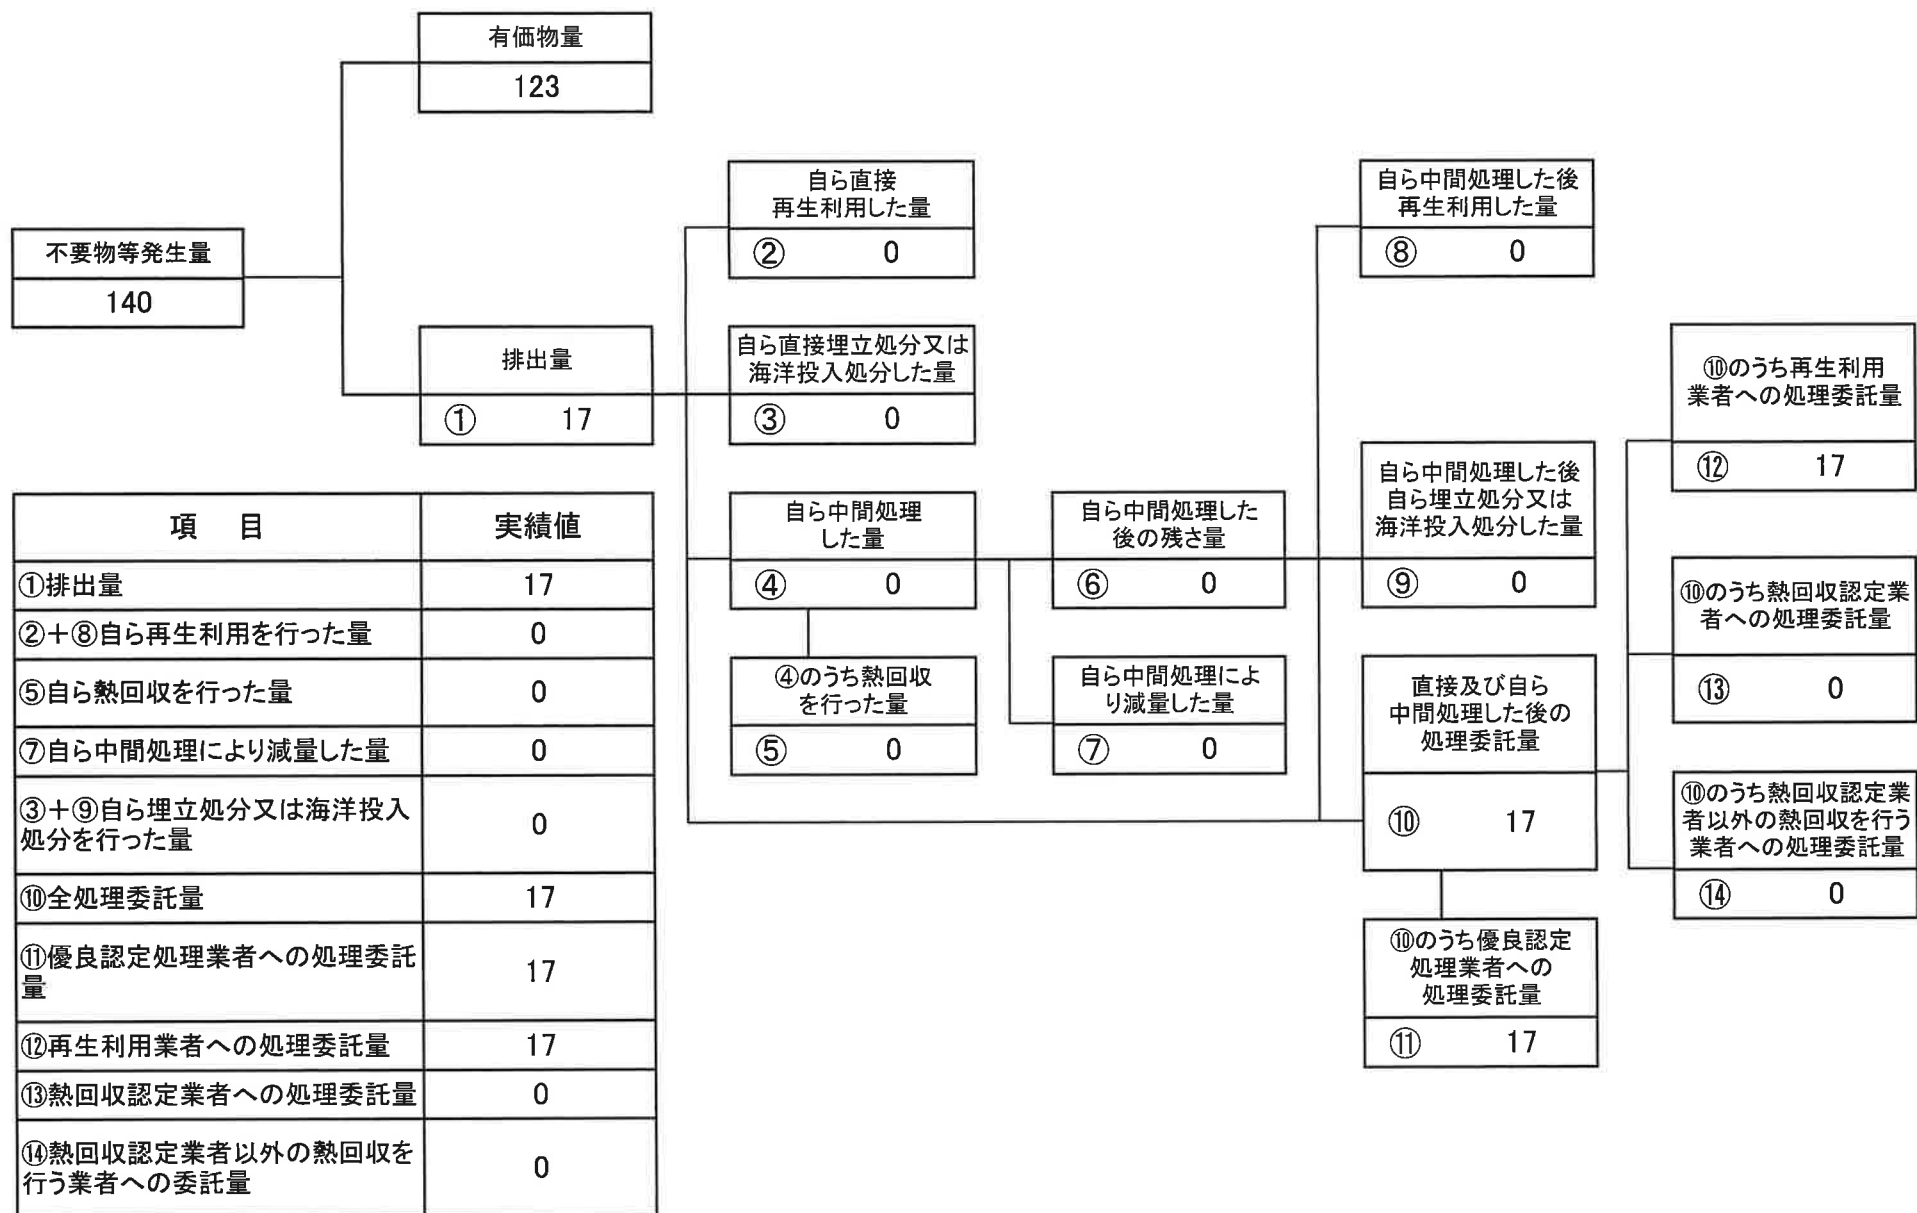 有価物量
123
不要物等発生量
140
排出量
① 17
自ら直接
再生利用した量
② 0
自ら直接埋立処分又は
海洋投入処分した量
③ 0
自ら中間処理
した量
④ 0
④のうち熱回収
を行った量
⑤ 0
自ら中間処理した
後の残さ量
⑥ 0
自ら中間処理によ
り減量した量
⑦ 0
自ら中間処理した後
再生利用した量
⑧ 0
自ら中間処理した後
自ら埋立処分又は
海洋投入処分した量
⑨ 0
直接及び自ら
中間処理した後の
処理委託量
⑩ 17
⑩のうち優良認定
処理業者への
処理委託量
⑪ 17
⑩のうち再生利用
業者への処理委託量
⑫ 17
⑩のうち熱回収認定業
者への処理委託量
⑬ 0
⑩のうち熱回収認定業
者以外の熱回収を行う
業者への処理委託量
⑭ 0
項 目 実績値
①排出量 17
②+⑧自ら再生利用を行った量 0
⑤自ら熱回収を行った量 0
⑦自ら中間処理により減量した量 0
③+⑨自ら埋立処分又は海洋投入
処分を行った量 0
⑩全処理委託量 17
⑪優良認定処理業者への処理委託
量 17
⑫再生利用業者への処理委託量 17
⑬熱回収認定業者への処理委託量 0
⑭熱回収認定業者以外の熱回収を
行う業者への委託量 0